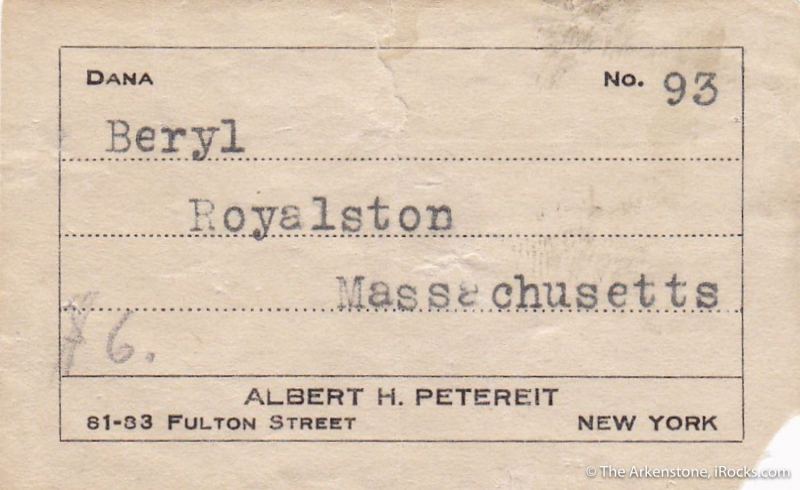 DANA No. 93
Beryl
Royalston
Massachusetts
$6.
ALBERT H. PETEREIT
81-83 FULTON STREET NEW YORK
© The Arkenstone, iRocks.com